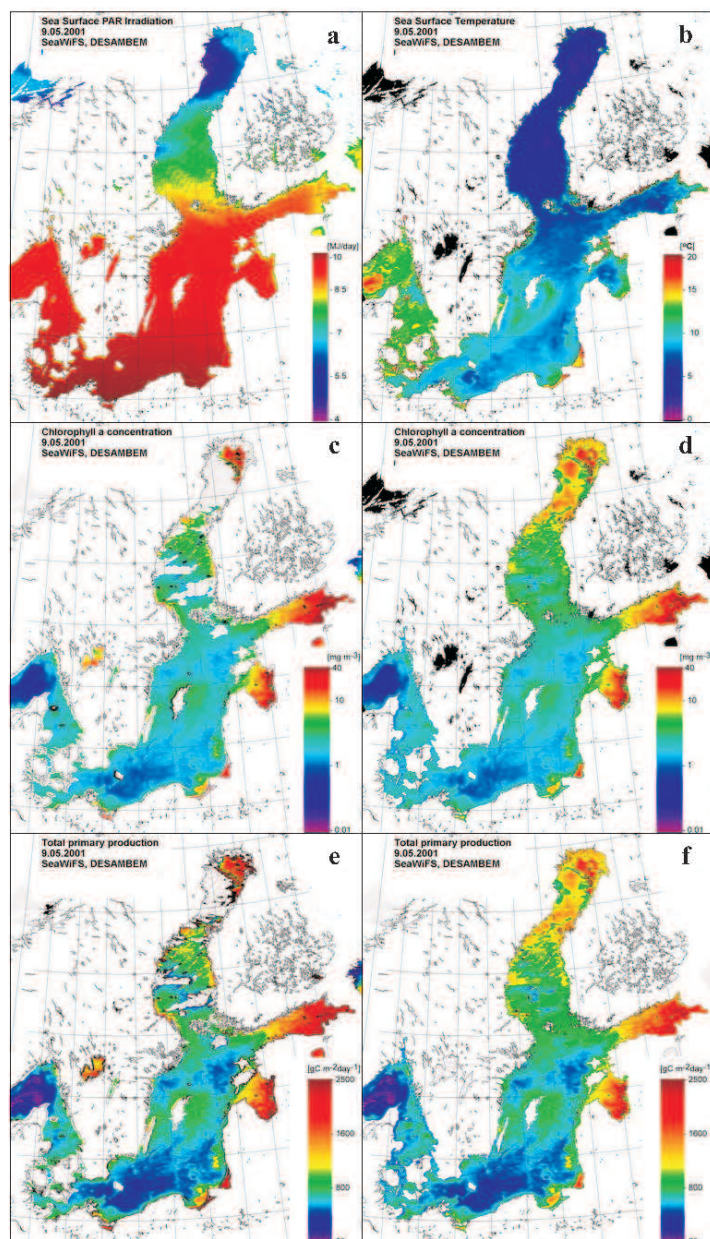 Sea Surface PAR Irradiation
9.05.2001
SeaWiFS, DESAMBEM
a
[MJ/day]
10
8.5
7
5.5
4
Sea Surface Temperature
9.05.2001
SeaWiFS, DESAMBEM
b
[ºC]
20
15
10
5
0
Chlorophyll a concentration
9.05.2001
SeaWiFS, DESAMBEM
c
[mg m-3]
40
10
1
0.01
Chlorophyll a concentration
9.05.2001
SeaWiFS, DESAMBEM
d
[mg m-3]
40
10
1
0.01
Total primary production
9.05.2001
SeaWiFS, DESAMBEM
e
[gC m-2day-1]
2500
1600
800
Total primary production
9.05.2001
SeaWiFS, DESAMBEM
f
[gC m-2day-1]
2500
1600
800